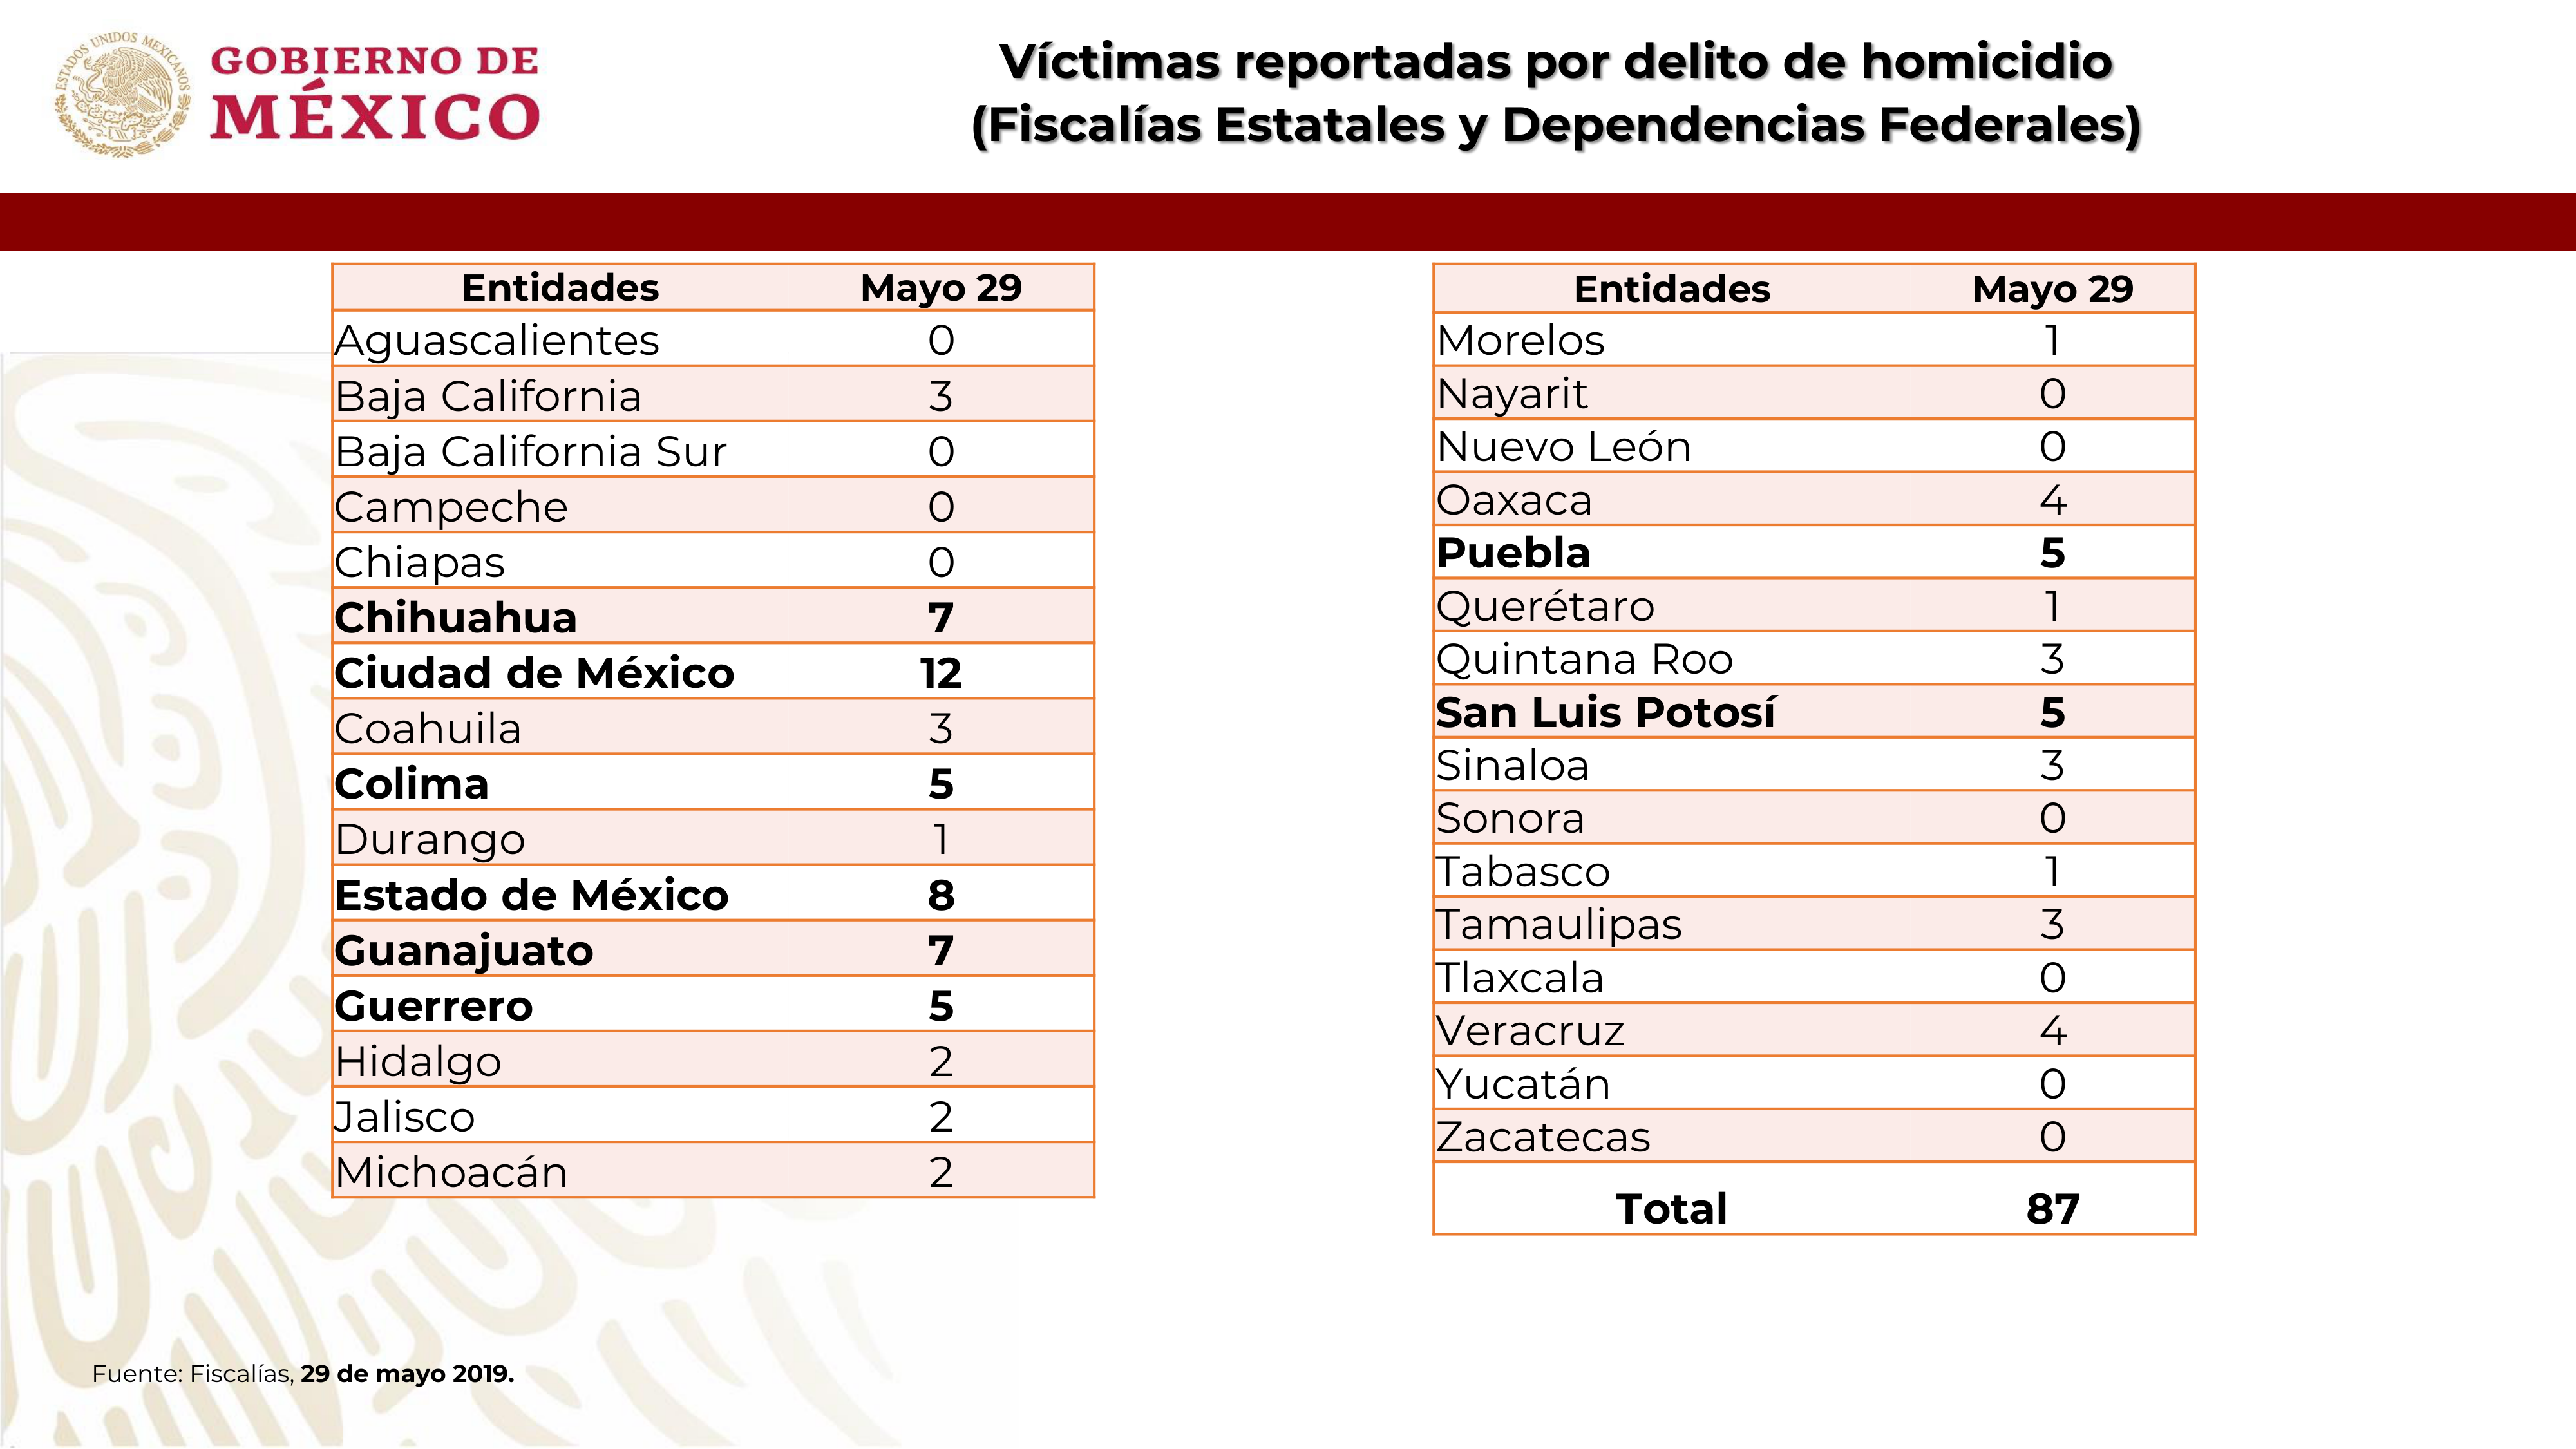 ESTADOS UNIDOS MEXICANOS
GOBIERNO DE
MÉXICO
Víctimas reportadas por delito de homicidio
(Fiscalías Estatales y Dependencias Federales)
Entidades Mayo 29
Aguascalientes 0
Baja California 3
Baja California Sur 0
Campeche 0
Chiapas 0
Chihuahua 7
Ciudad de México 12
Coahuila 3
Colima 5
Durango 1
Estado de México 8
Guanajuato 7
Guerrero 5
Hidalgo 2
Jalisco 2
Michoacán 2
Entidades Mayo 29
Morelos 1
Nayarit 0
Nuevo León 0
Oaxaca 4
Puebla 5
Querétaro 1
Quintana Roo 3
San Luis Potosí 5
Sinaloa 3
Sonora 0
Tabasco 1
Tamaulipas 3
Tlaxcala 0
Veracruz 4
Yucatán 0
Zacatecas 0
Total 87
Fuente: Fiscalías, 29 de mayo 2019.